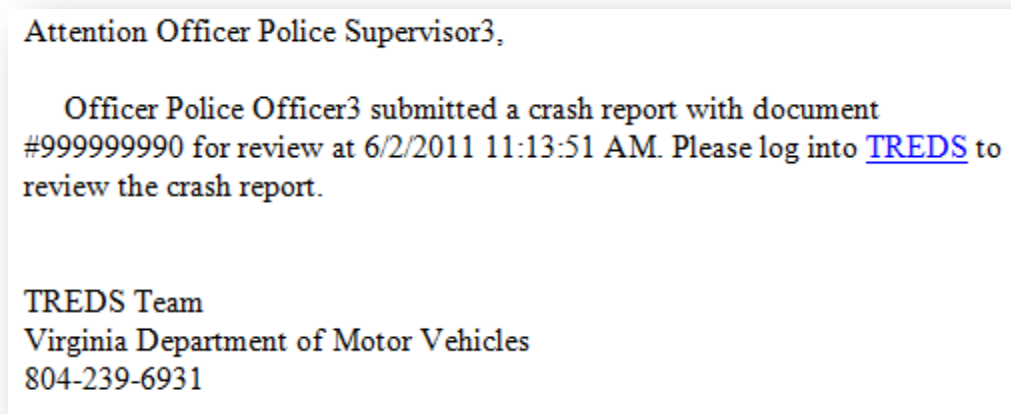 Attention Officer Police Supervisor3,
Officer Police Officer3 submitted a crash report with document
#999999990 for review at 6/2/2011 11:13:51 AM. Please log into TREDS to
review the crash report.
TREDS Team
Virginia Department of Motor Vehicles
804-239-6931